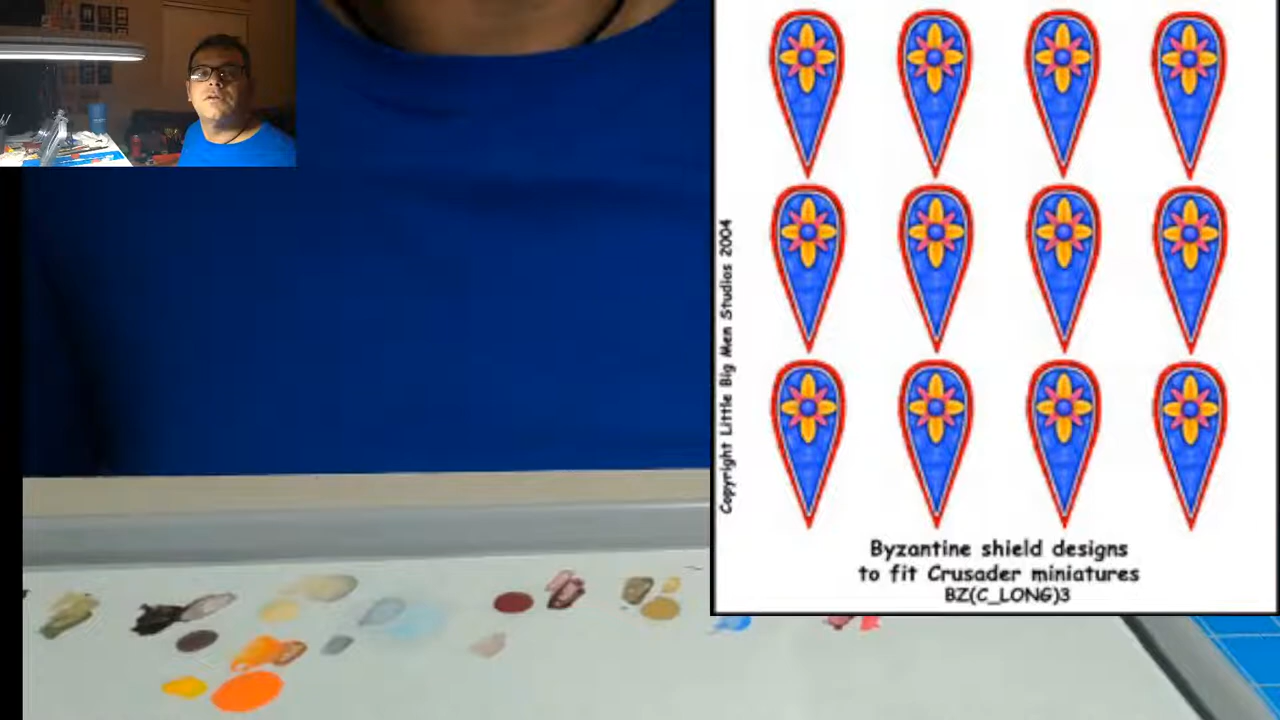 Copyright Little Big Men Studios 2004
Byzantine shield designs
to fit Crusader miniatures
BZ(C_LONG)3